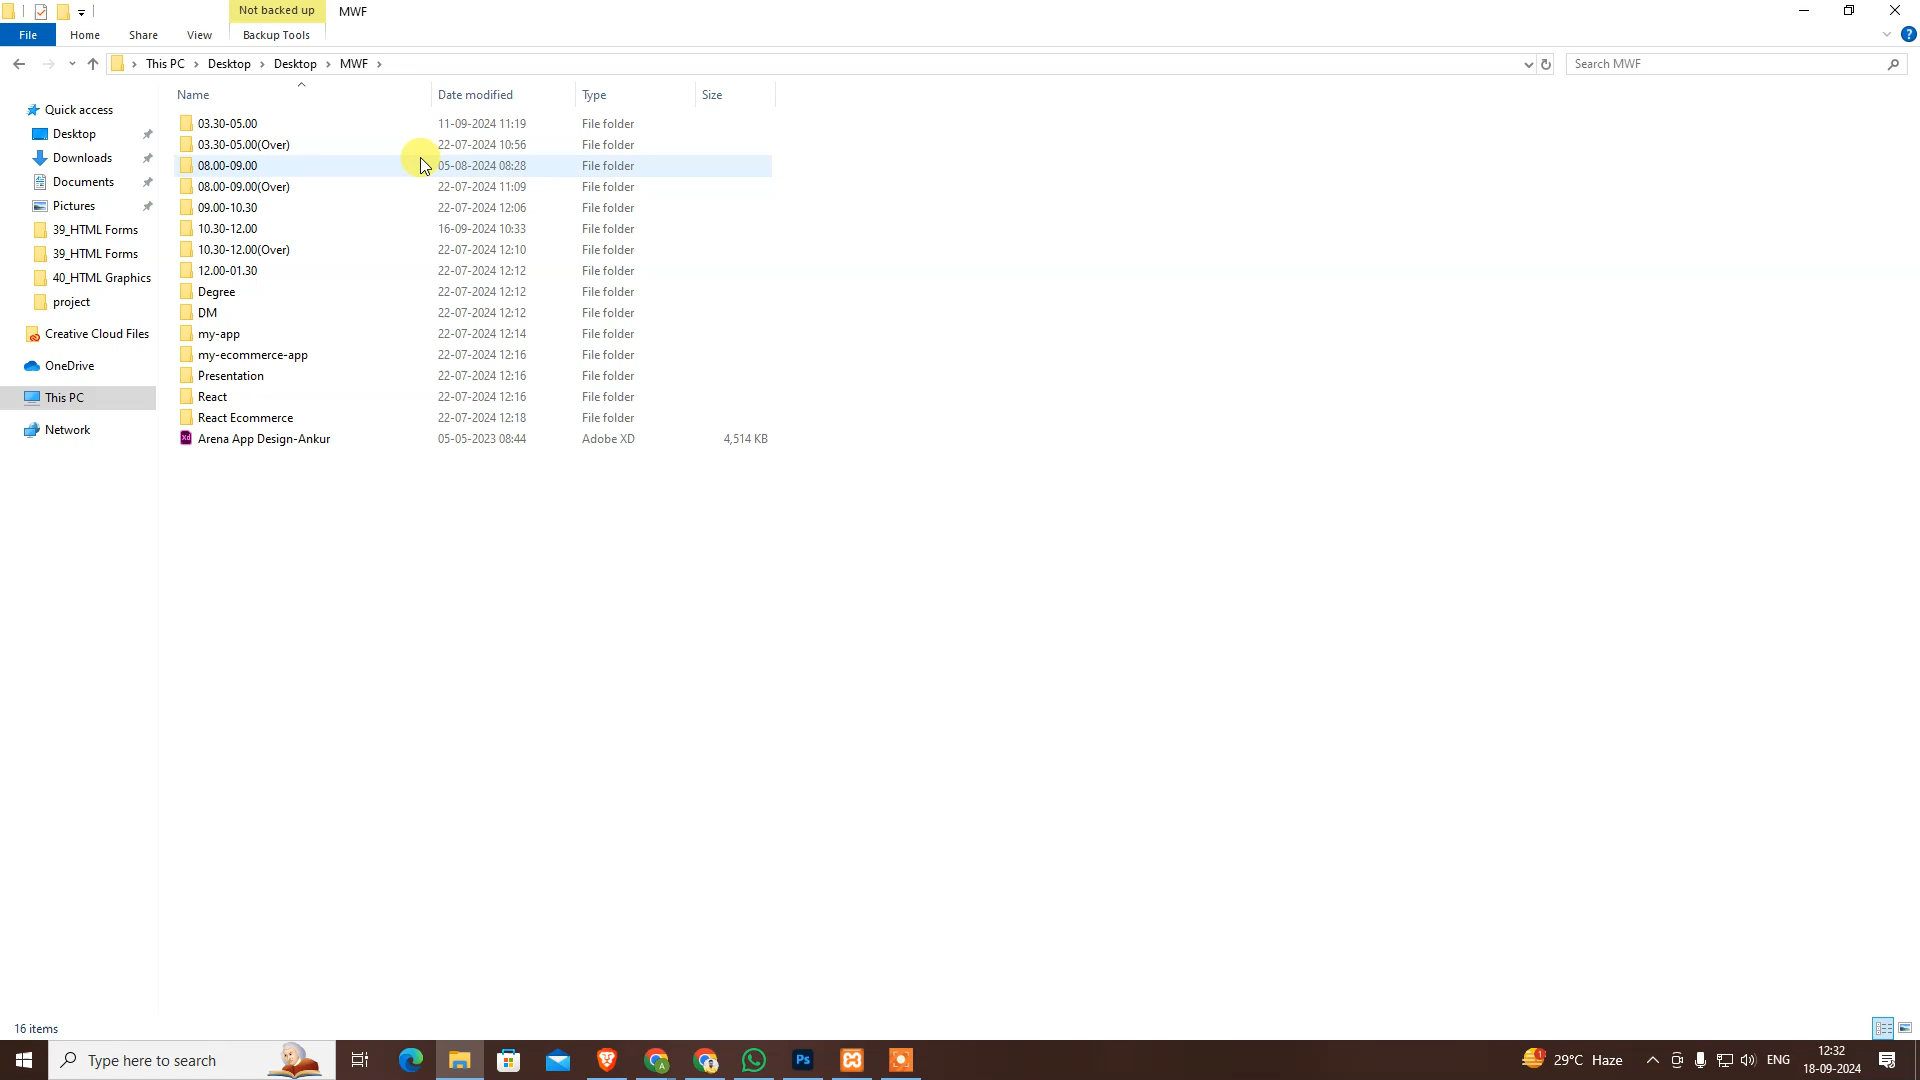 Not backed up MWF
File Home Share View Backup Tools
This PC Desktop Desktop MWF Search MWF
Name Date modified Type Size
Quick access
Desktop
Downloads
Documents
Pictures
39_HTML Forms
39_HTML Forms
40_HTML Graphics
project
Creative Cloud Files
OneDrive
This PC
Network
03.30-05.00 11-09-2024 11:19 File folder
03.30-05.00(Over) 22-07-2024 10:56 File folder
08.00-09.00 05-08-2024 08:28 File folder
08.00-09.00(Over) 22-07-2024 11:09 File folder
09.00-10.30 22-07-2024 12:06 File folder
10.30-12.00 16-09-2024 10:33 File folder
10.30-12.00(Over) 22-07-2024 12:10 File folder
12.00-01.30 22-07-2024 12:12 File folder
Degree 22-07-2024 12:12 File folder
DM 22-07-2024 12:12 File folder
my-app 22-07-2024 12:14 File folder
my-ecommerce-app 22-07-2024 12:16 File folder
Presentation 22-07-2024 12:16 File folder
React 22-07-2024 12:16 File folder
React Ecommerce 22-07-2024 12:18 File folder
Xd Arena App Design-Ankur 05-05-2023 08:44 Adobe XD 4,514 KB
16 items
Type here to search A Ps 1 29°C Haze ENG 12:32
18-09-2024